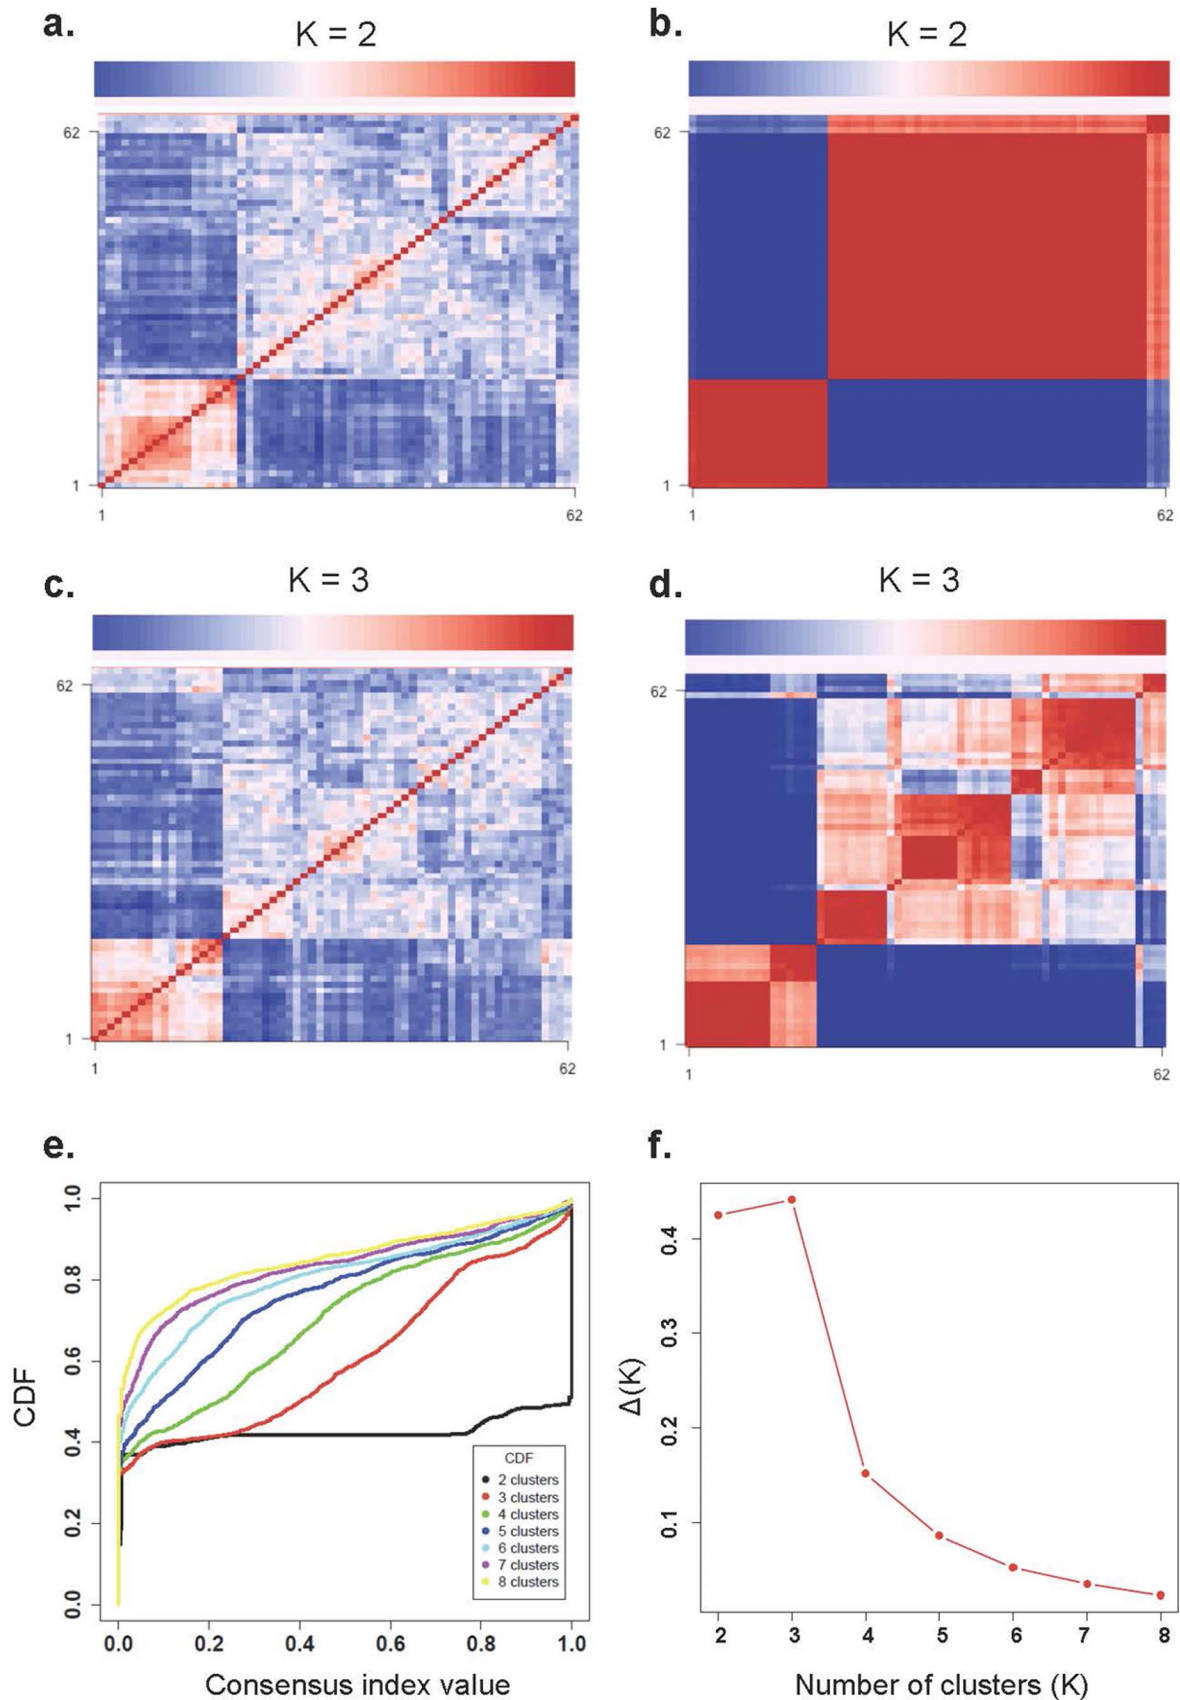 a.
K = 2
62
1
1
62
b.
K = 2
62
1
1
62
c.
K = 3
62
1
1
62
d.
K = 3
62
1
1
62
e.
CDF
1.0
0.8
0.6
0.4
0.2
0.0
CDF
2 clusters
3 clusters
4 clusters
5 clusters
6 clusters
7 clusters
8 clusters
0.0 0.2 0.4 0.6 0.8 1.0
Consensus index value
f.
Δ(K)
0.4
0.3
0.2
0.1
2 3 4 5 6 7 8
Number of clusters (K)